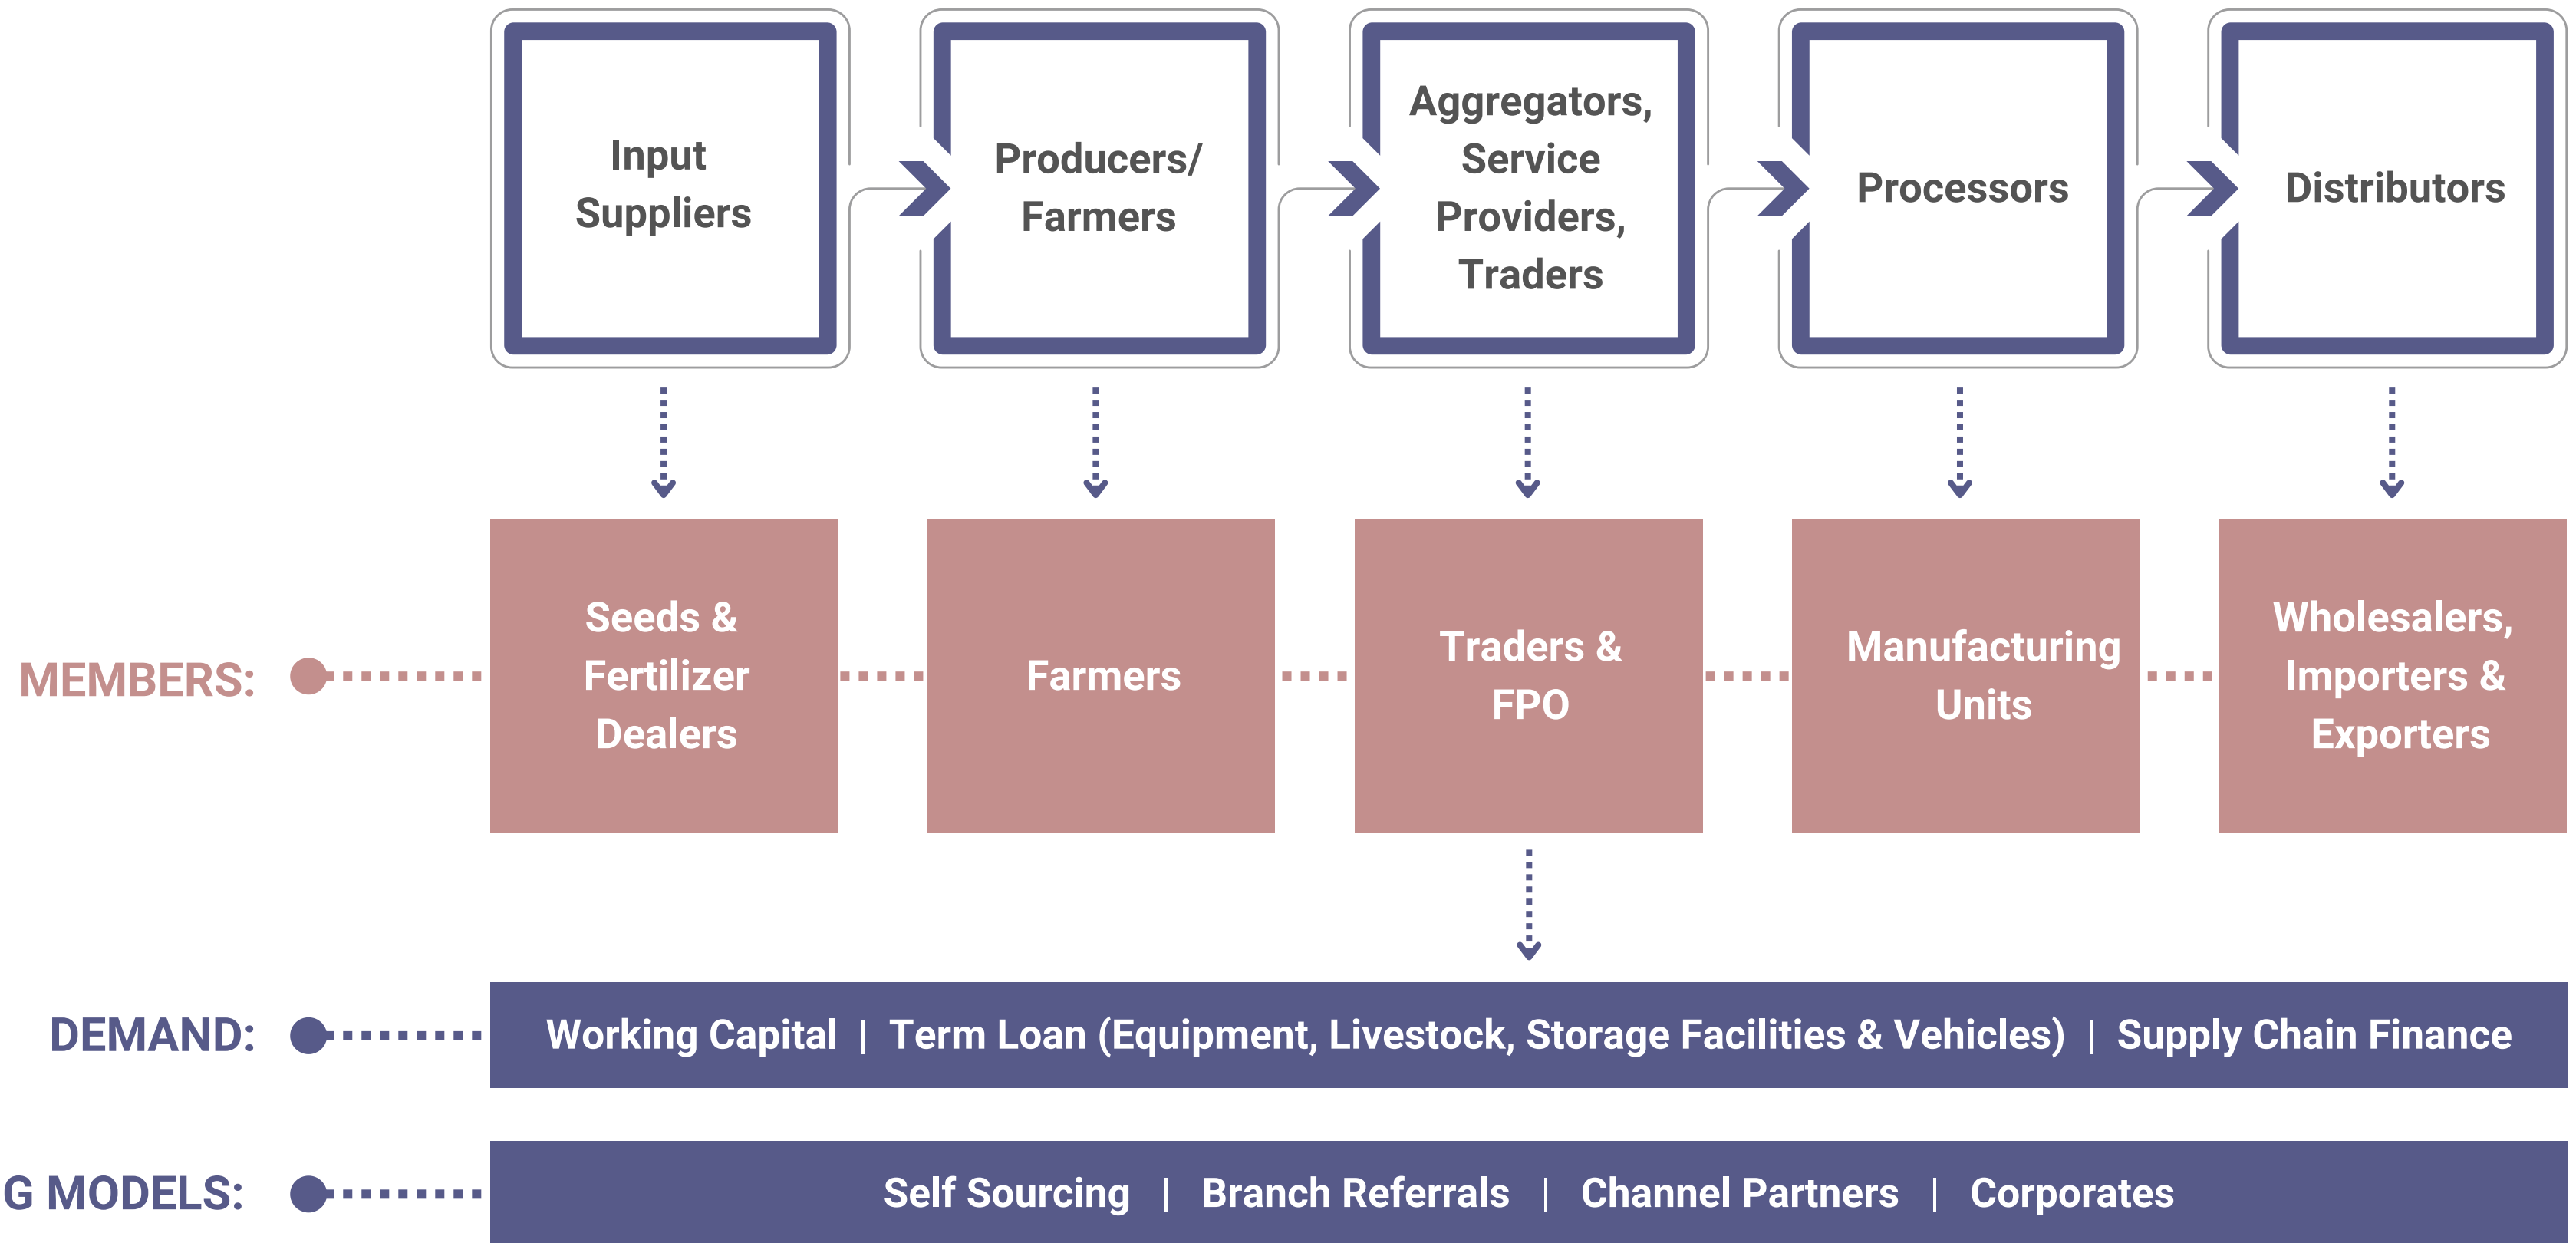 Input
Suppliers
Producers/
Farmers
Aggregators,
Service
Providers,
Traders
Processors
Distributors
MEMBERS:
Seeds &
Fertilizer
Dealers
Farmers
Traders &
FPO
Manufacturing
Units
Wholesalers,
Importers &
Exporters
DEMAND:
Working Capital | Term Loan (Equipment, Livestock, Storage Facilities & Vehicles) | Supply Chain Finance
G MODELS:
Self Sourcing | Branch Referrals | Channel Partners | Corporates